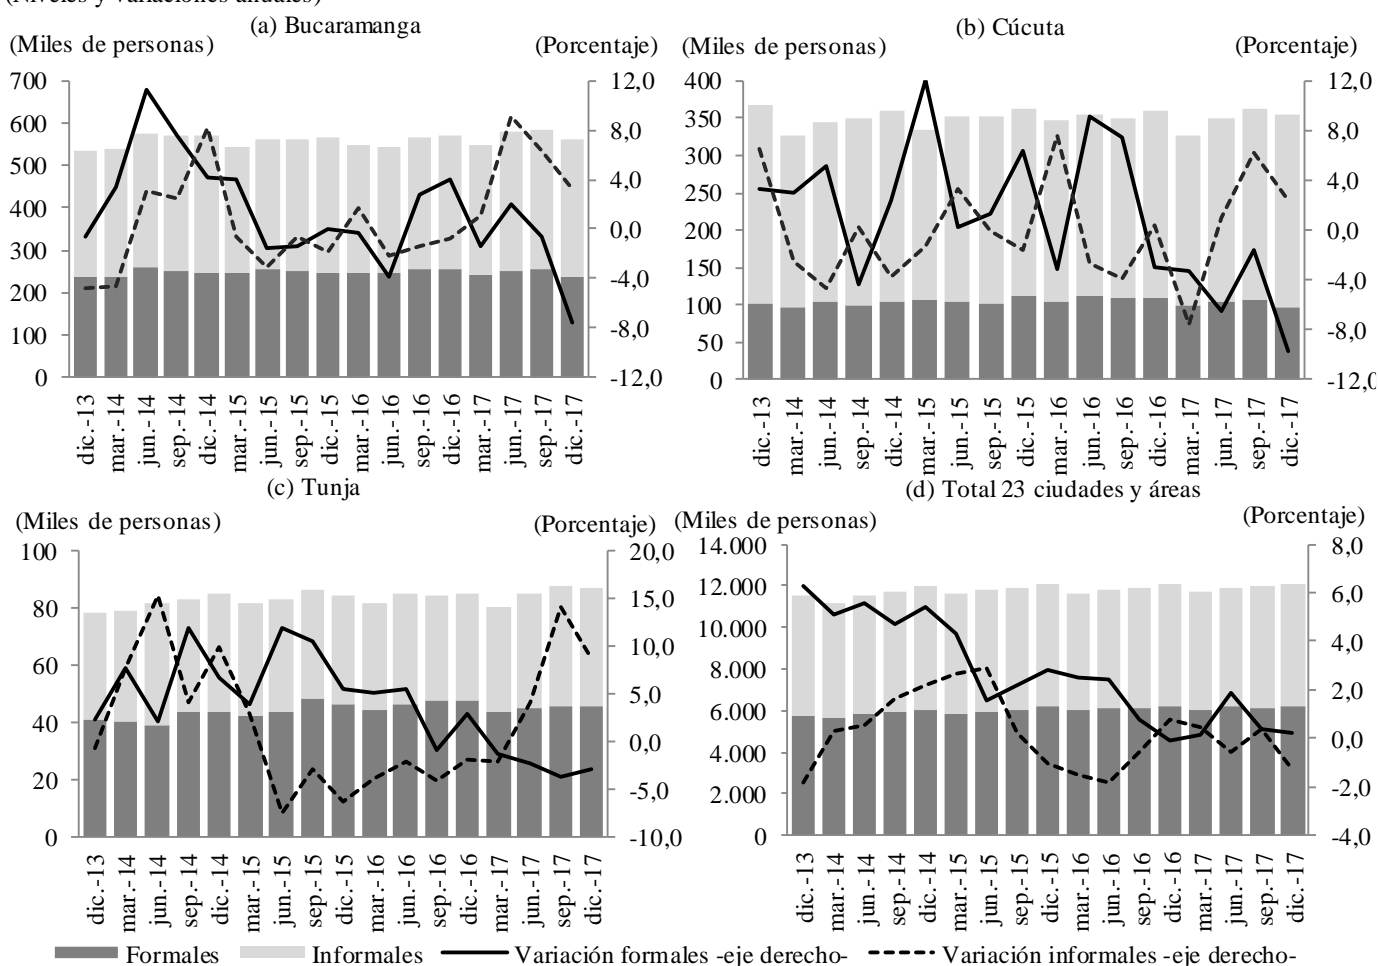 (Niveles y variaciones anuales)
(a) Bucaramanga
(Miles de personas)
(Porcentaje)
700
600
500
400
300
200
100
0
12,0
8,0
4,0
0,0
-4,0
-8,0
-12,0
dic.-13
mar.-14
jun.-14
sep.-14
dic.-14
mar.-15
jun.-15
sep.-15
dic.-15
mar.-16
jun.-16
sep.-16
dic.-16
mar.-17
jun.-17
sep.-17
dic.-17
(b) Cúcuta
(Miles de personas)
(Porcentaje)
400
350
300
250
200
150
100
50
0
12,0
8,0
4,0
0,0
-4,0
-8,0
-12,0
dic.-13
mar.-14
jun.-14
sep.-14
dic.-14
mar.-15
jun.-15
sep.-15
dic.-15
mar.-16
jun.-16
sep.-16
dic.-16
mar.-17
jun.-17
sep.-17
dic.-17
(c) Tunja
(Miles de personas)
(Porcentaje)
100
80
60
40
20
0
20,0
15,0
10,0
5,0
0,0
-5,0
-10,0
dic.-13
mar.-14
jun.-14
sep.-14
dic.-14
mar.-15
jun.-15
sep.-15
dic.-15
mar.-16
jun.-16
sep.-16
dic.-16
mar.-17
jun.-17
sep.-17
dic.-17
(d) Total 23 ciudades y áreas
(Miles de personas)
(Porcentaje)
14.000
12.000
10.000
8.000
6.000
4.000
2.000
0
8,0
6,0
4,0
2,0
0,0
-2,0
-4,0
dic.-13
mar.-14
jun.-14
sep.-14
dic.-14
mar.-15
jun.-15
sep.-15
dic.-15
mar.-16
jun.-16
sep.-16
dic.-16
mar.-17
jun.-17
sep.-17
dic.-17
Formales
Informales
Variación formales -eje derecho-
Variación informales -eje derecho-